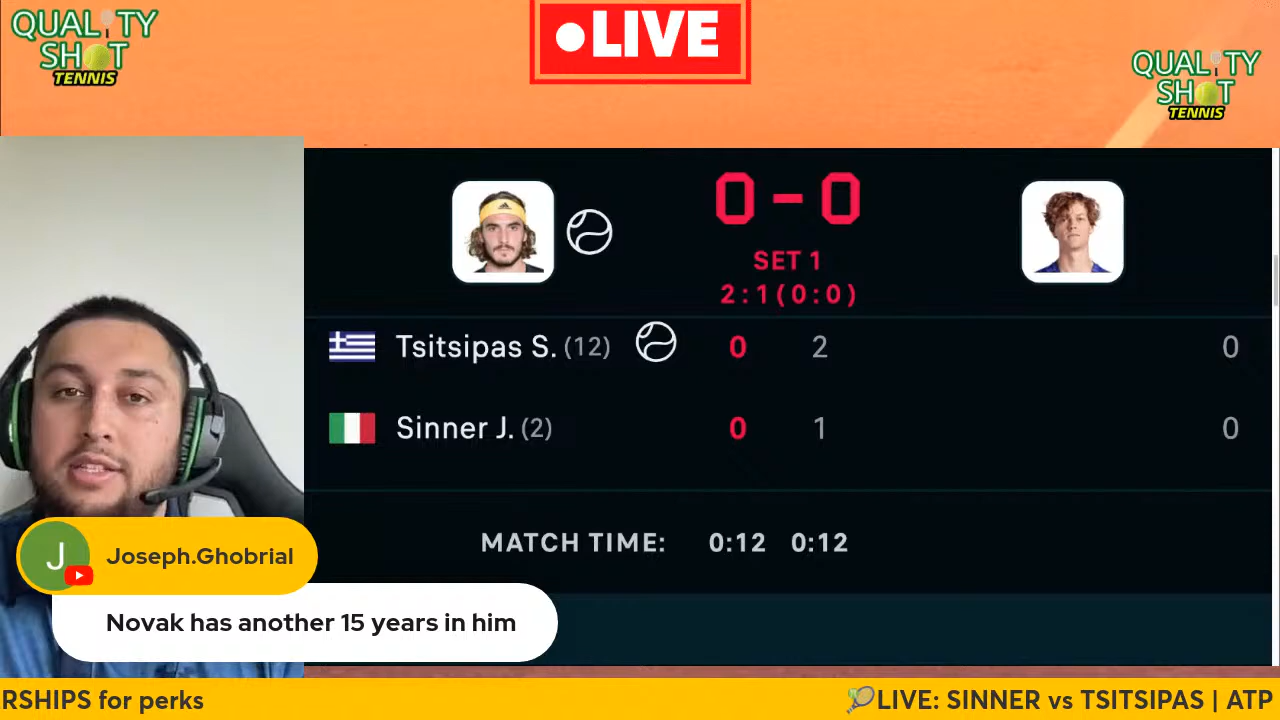 QUALITY
SHOT
TENNIS
LIVE
QUALITY
SHOT
TENNIS
0 - 0
SET 1
2 : 1 ( 0 : 0 )
Tsitsipas S. (12) 0 2 0
Sinner J. (2) 0 1 0
MATCH TIME: 0:12 0:12
J Joseph.Ghobrial
Novak has another 15 years in him
RSHIPS for perks
LIVE: SINNER vs TSITSIPAS | ATP